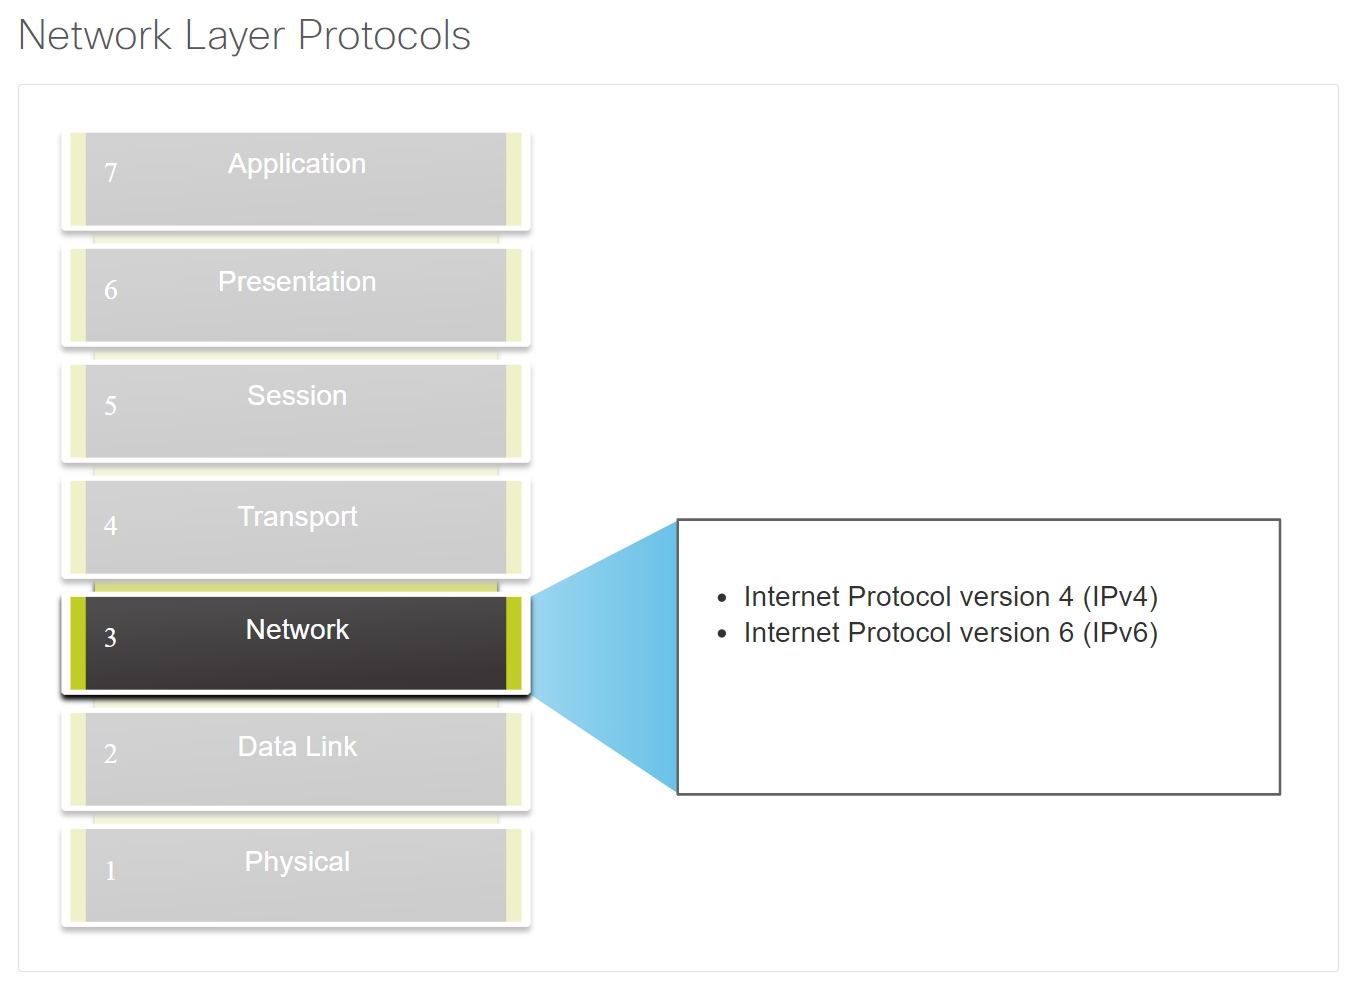 Network Layer Protocols
7 Application
6 Presentation
5 Session
4 Transport
3 Network
2 Data Link
1 Physical
• Internet Protocol version 4 (IPv4)
• Internet Protocol version 6 (IPv6)